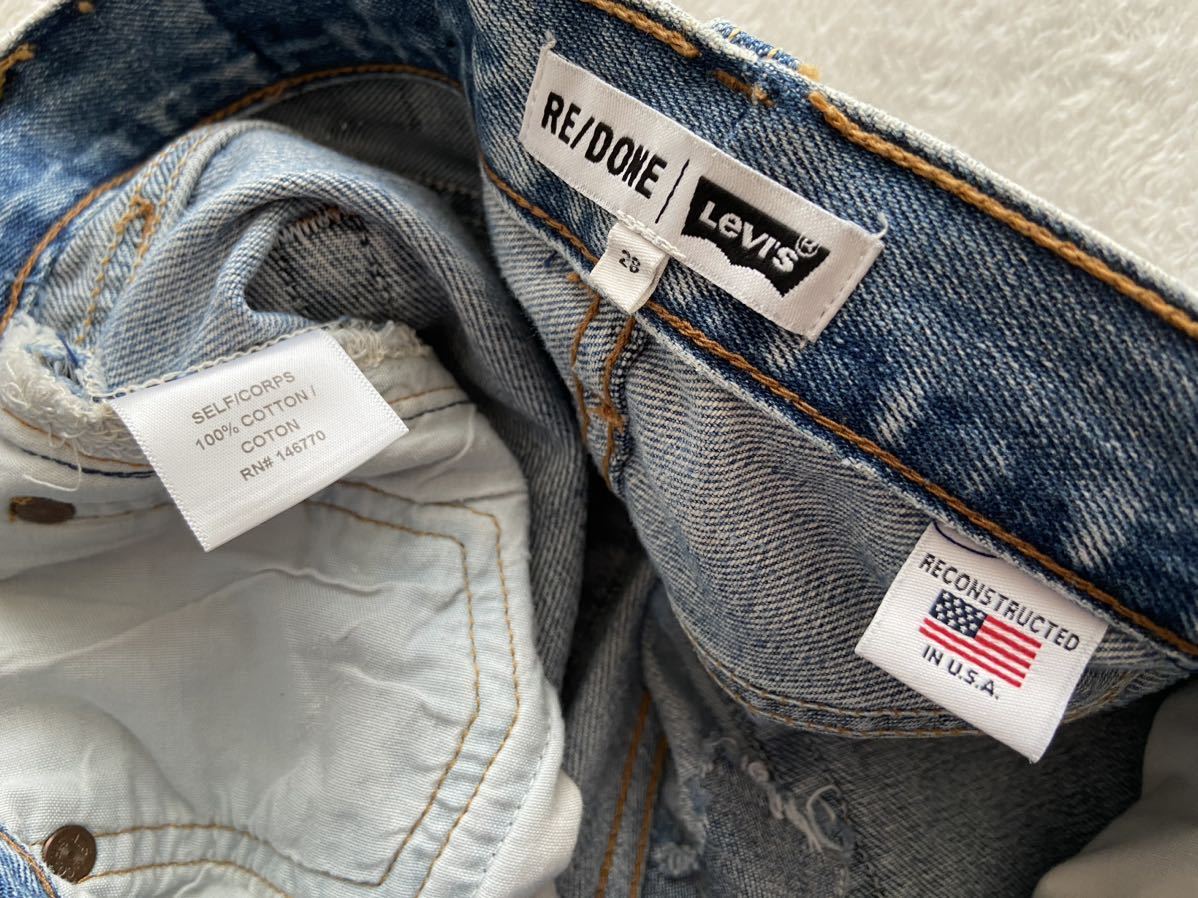 RE/DONE | Levi's®
28
SELF/CORPS
100% COTTON /
COTON
RN# 146770
RECONSTRUCTED
IN U.S.A.